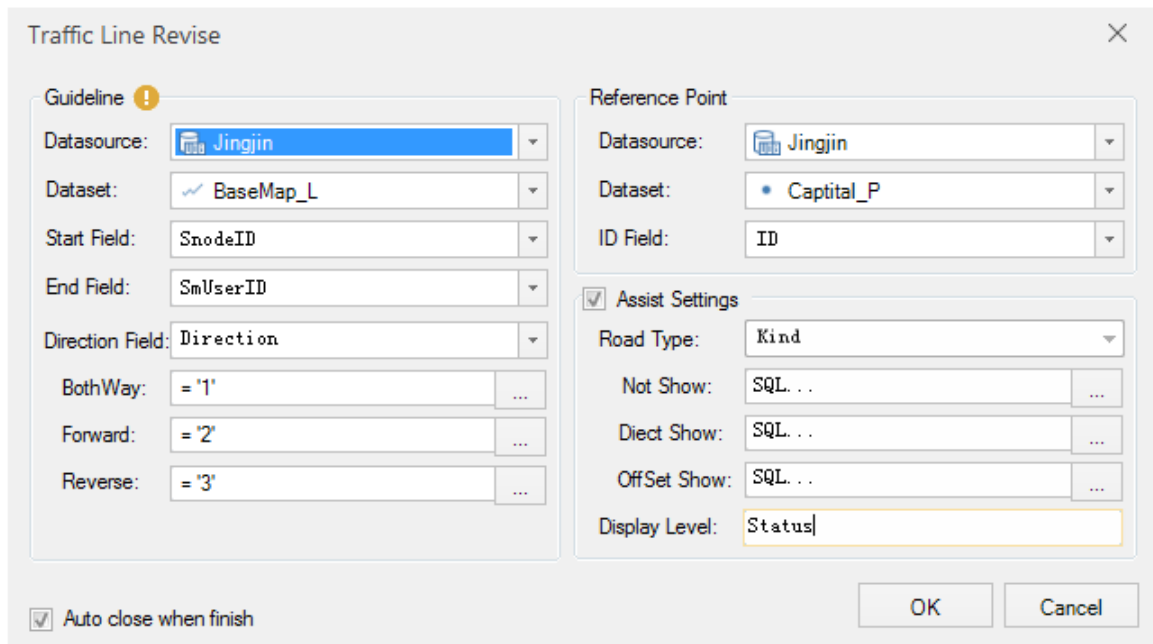 Traffic Line Revise
Guideline
Datasource: Jingjin
Dataset: BaseMap_L
Start Field: SnodeID
End Field: SmUserID
Direction Field: Direction
BothWay: = '1' ...
Forward: = '2' ...
Reverse: = '3' ...
Reference Point
Datasource: Jingjin
Dataset: Captital_P
ID Field: ID
Assist Settings
Road Type: Kind
Not Show: SQL... ...
Diect Show: SQL... ...
OffSet Show: SQL... ...
Display Level: Status
Auto close when finish
OK Cancel